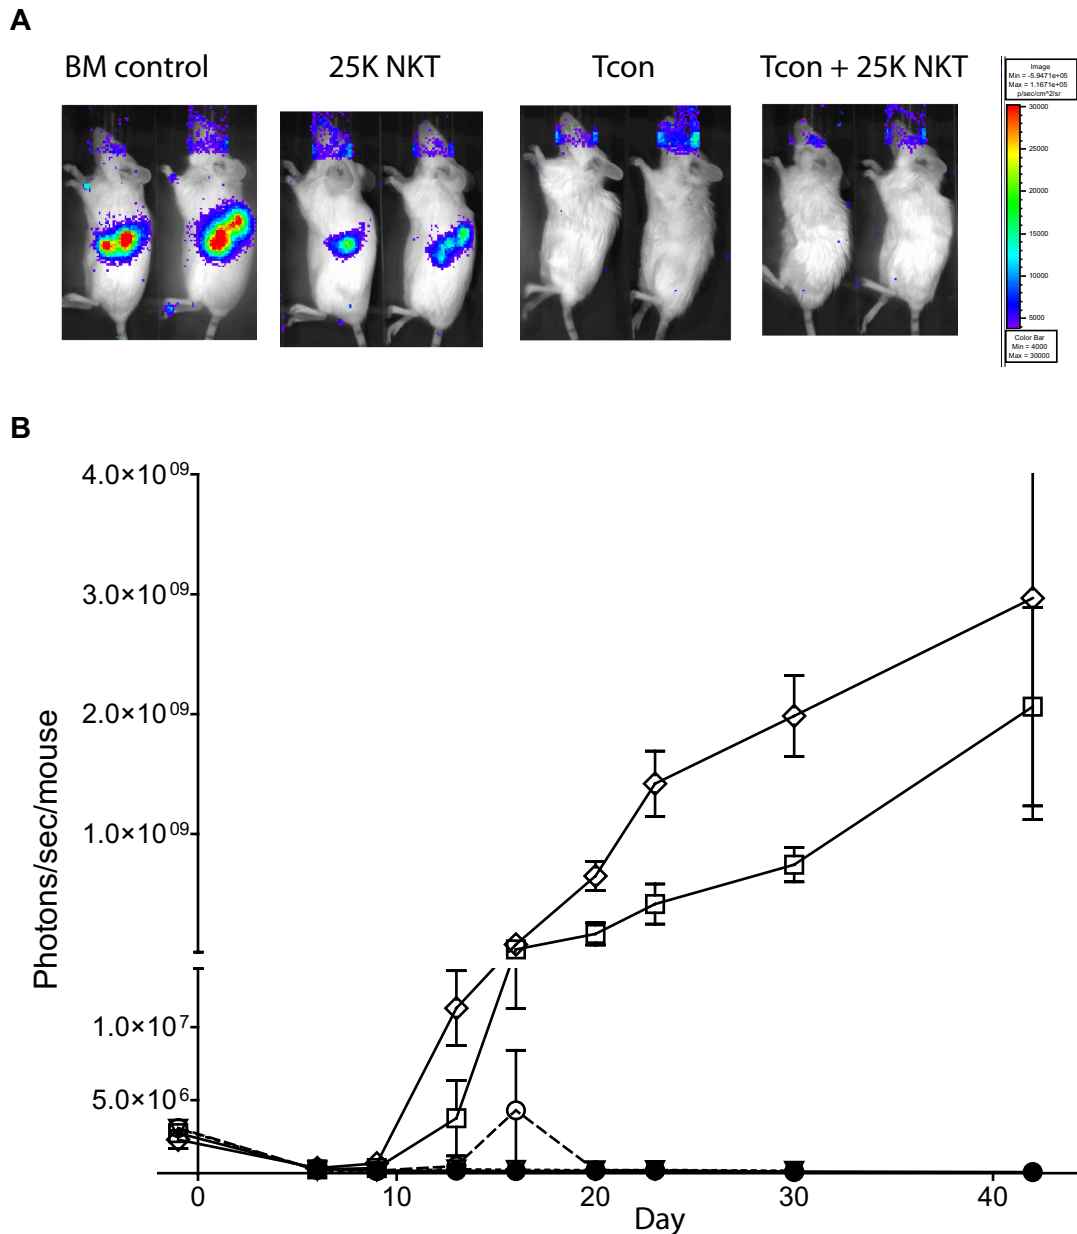 A
BM control
25K NKT
Tcon
Tcon + 25K NKT
Image
Min = -5.9471e+05
Max = 1.1671e+05
p/sec/cm^2/sr
30000
25000
20000
15000
10000
5000
Color Bar
Min = 4000
Max = 30000
B
4.0×10⁰⁹
3.0×10⁰⁹
2.0×10⁰⁹
1.0×10⁰⁹
1.0×10⁷
5.0×10⁶
Photons/sec/mouse
0
10
20
30
40
Day